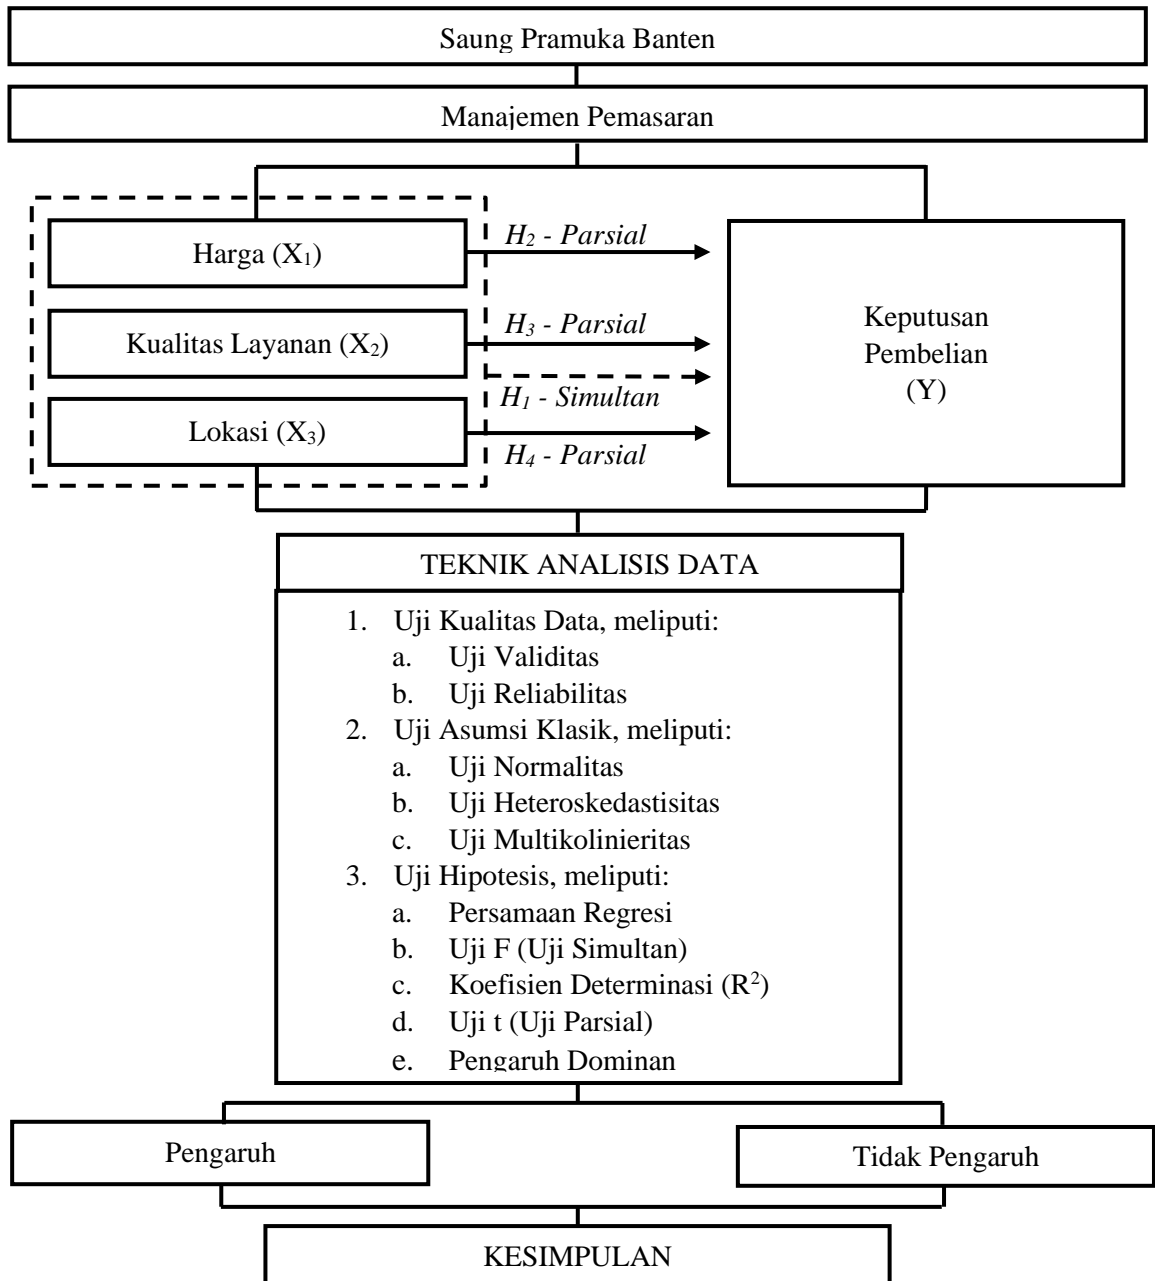 Saung Pramuka Banten
Manajemen Pemasaran
Harga (X₁)
H₂ - Parsial
Kualitas Layanan (X₂)
H₃ - Parsial
H₁ - Simultan
Lokasi (X₃)
H₄ - Parsial
Keputusan
Pembelian
(Y)
TEKNIK ANALISIS DATA
1. Uji Kualitas Data, meliputi:
a. Uji Validitas
b. Uji Reliabilitas
2. Uji Asumsi Klasik, meliputi:
a. Uji Normalitas
b. Uji Heteroskedastisitas
c. Uji Multikolinieritas
3. Uji Hipotesis, meliputi:
a. Persamaan Regresi
b. Uji F (Uji Simultan)
c. Koefisien Determinasi (R²)
d. Uji t (Uji Parsial)
e. Pengaruh Dominan
Pengaruh
Tidak Pengaruh
KESIMPULAN